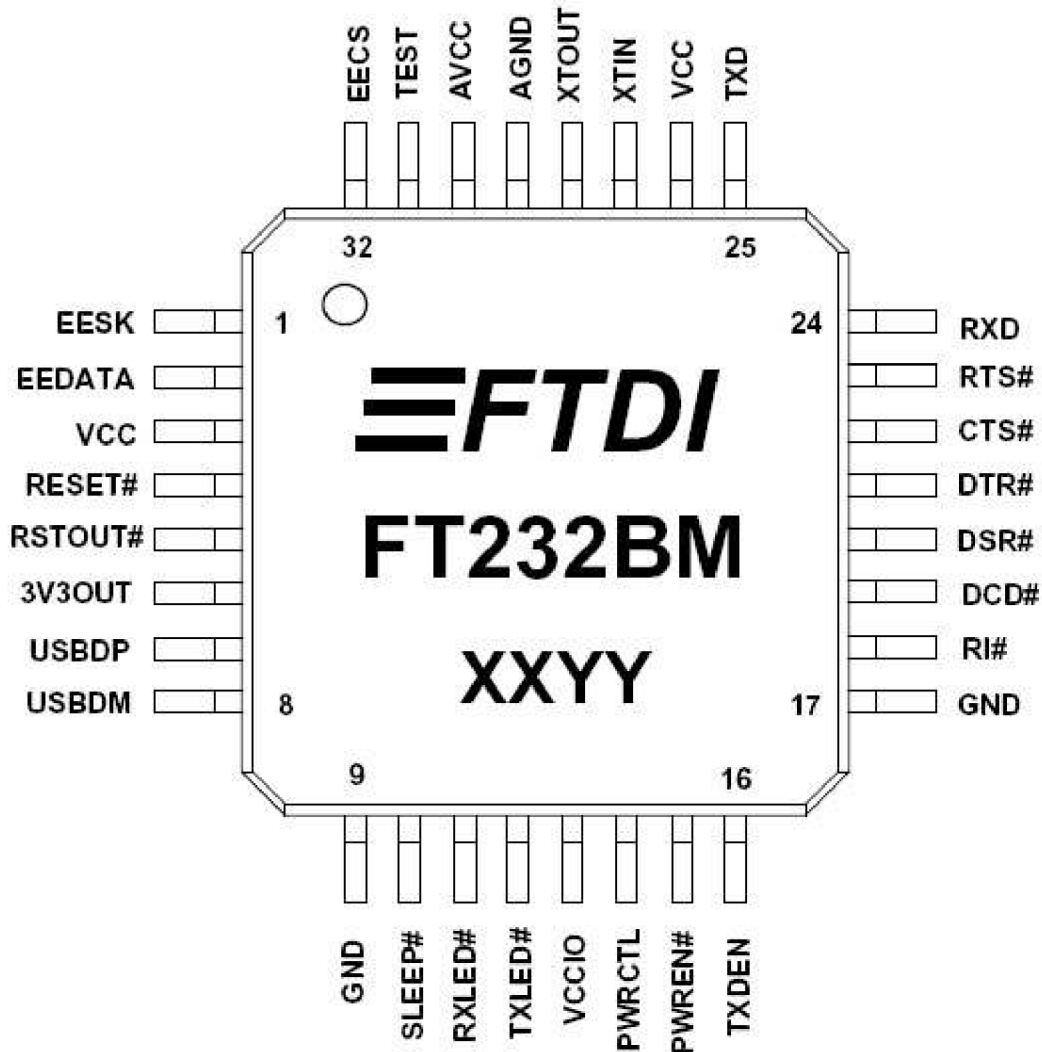 EECS
TEST
AVCC
AGND
XTOUT
XTIN
VCC
TXD
32
25
EESK
1
24
RXD
EEDATA
RTS#
VCC
CTS#
RESET#
DTR#
RSTOUT#
DSR#
3V3OUT
DCD#
USBDP
RI#
USBDM
8
17
GND
FTDI
FT232BM
XXYY
9
16
GND
SLEEP#
RXLED#
TXLED#
VCCIO
PWRCTL
PWREN#
TXDEN